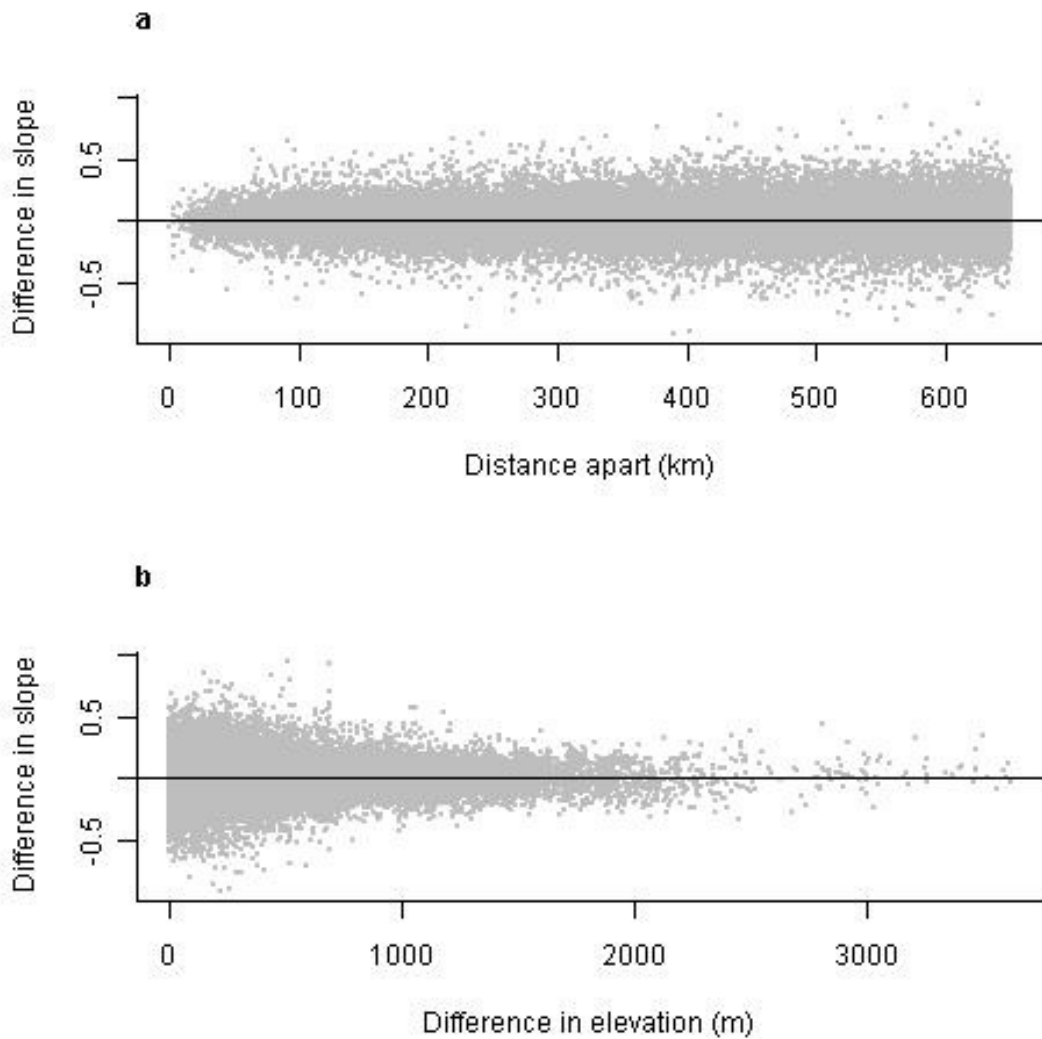 a
Difference in slope
0.5
-0.5
0 100 200 300 400 500 600
Distance apart (km)
b
Difference in slope
0.5
-0.5
0 1000 2000 3000
Difference in elevation (m)